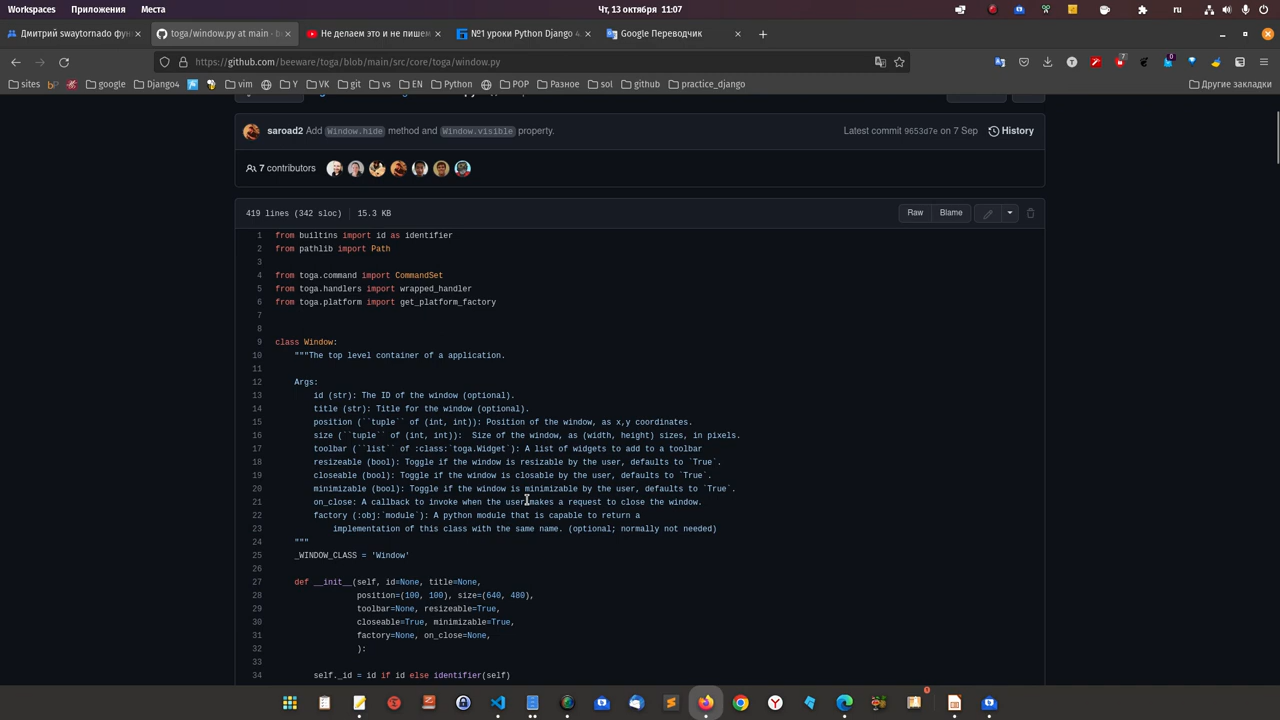 Workspaces Приложения Места Чт, 13 октября 11:07 ru
Дмитрий swaytornado фун toga/window.py at main - b Не делаем это и не пишем №1 уроки Python Django 4. Google Переводчик
https://github.com/beeware/toga/blob/main/src/core/toga/window.py
sites google Django4 vim Y VK git vs EN Python POP Разное sol github practice_django Другие закладки
saroad2 Add Window.hide method and Window.visible property. Latest commit 9653d7e on 7 Sep History
7 contributors
419 lines (342 sloc) 15.3 KB Raw Blame
1 from builtins import id as identifier
2 from pathlib import Path
3
4 from toga.command import CommandSet
5 from toga.handlers import wrapped_handler
6 from toga.platform import get_platform_factory
7
8
9 class Window:
10 """The top level container of a application.
11
12 Args:
13 id (str): The ID of the window (optional).
14 title (str): Title for the window (optional).
15 position (``tuple`` of (int, int)): Position of the window, as x,y coordinates.
16 size (``tuple`` of (int, int)):  Size of the window, as (width, height) sizes, in pixels.
17 toolbar (``list`` of :class:`toga.Widget`): A list of widgets to add to a toolbar
18 resizeable (bool): Toggle if the window is resizable by the user, defaults to `True`.
19 closeable (bool): Toggle if the window is closable by the user, defaults to `True`.
20 minimizable (bool): Toggle if the window is minimizable by the user, defaults to `True`.
21 on_close: A callback to invoke when the user makes a request to close the window.
22 factory (:obj:`module`): A python module that is capable to return a
23 implementation of this class with the same name. (optional; normally not needed)
24 """
25 _WINDOW_CLASS = 'Window'
26
27 def __init__(self, id=None, title=None,
28 position=(100, 100), size=(640, 480),
29 toolbar=None, resizeable=True,
30 closeable=True, minimizable=True,
31 factory=None, on_close=None,
32 ):
33
34 self._id = id if id else identifier(self)